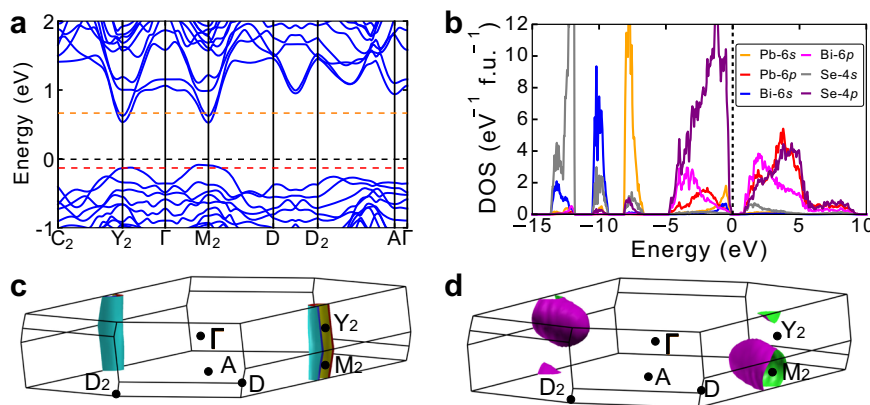 a
Energy (eV)
2
1
0
-1
C₂
Y₂
Γ
M₂
D
D₂
AΓ
b
DOS (eV⁻¹ f.u.⁻¹)
12
10
8
6
4
2
0
Pb-6s
Bi-6p
Pb-6p
Se-4s
Bi-6s
Se-4p
−15
−10
−5
0
5
10
Energy (eV)
c
Γ
Y₂
A
M₂
D₂
D
d
Γ
Y₂
D₂
A
D
M₂